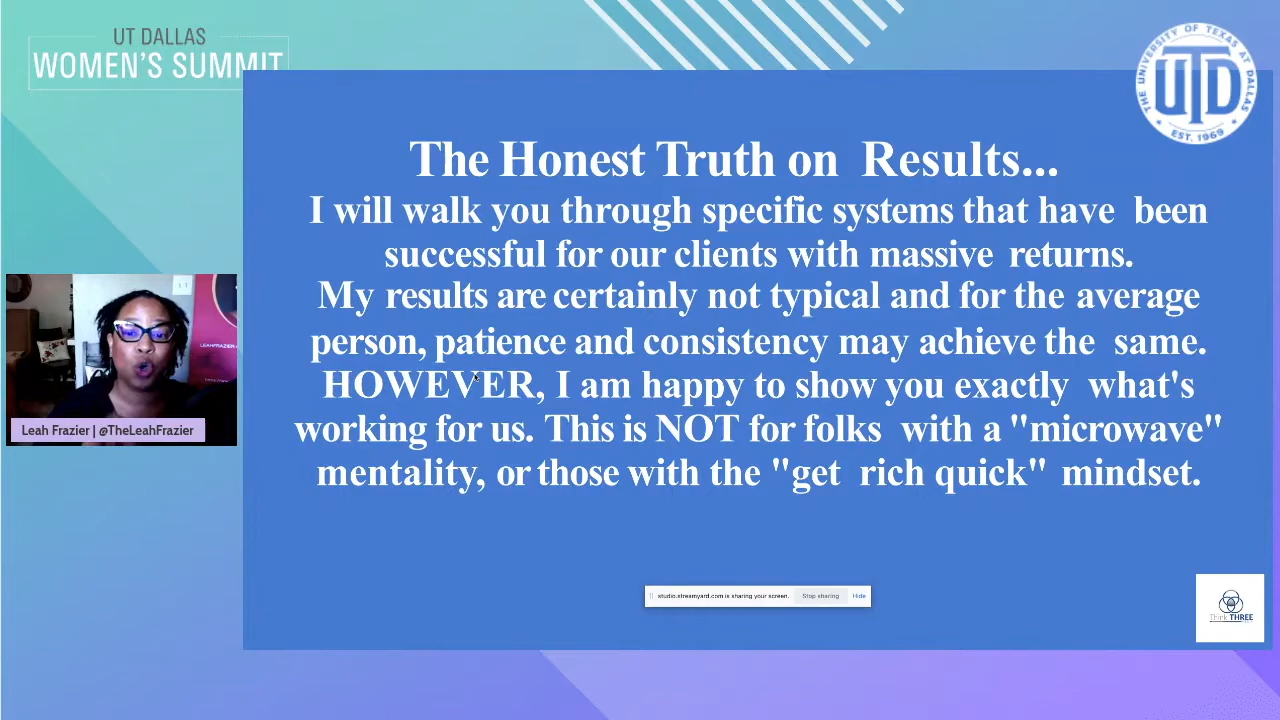 UT DALLAS
WOMEN'S SUMMIT
THE UNIVERSITY OF TEXAS AT DALLAS
UTD
EST. 1969
The Honest Truth on Results...
I will walk you through specific systems that have been
successful for our clients with massive returns.
My results are certainly not typical and for the average
person, patience and consistency may achieve the same.
HOWEVER, I am happy to show you exactly what's
working for us. This is NOT for folks with a "microwave"
mentality, or those with the "get rich quick" mindset.
LEAHFRAZIER
Leah Frazier | @TheLeahFrazier
studio.streamyard.com is sharing your screen. Stop sharing Hide
Think THREE